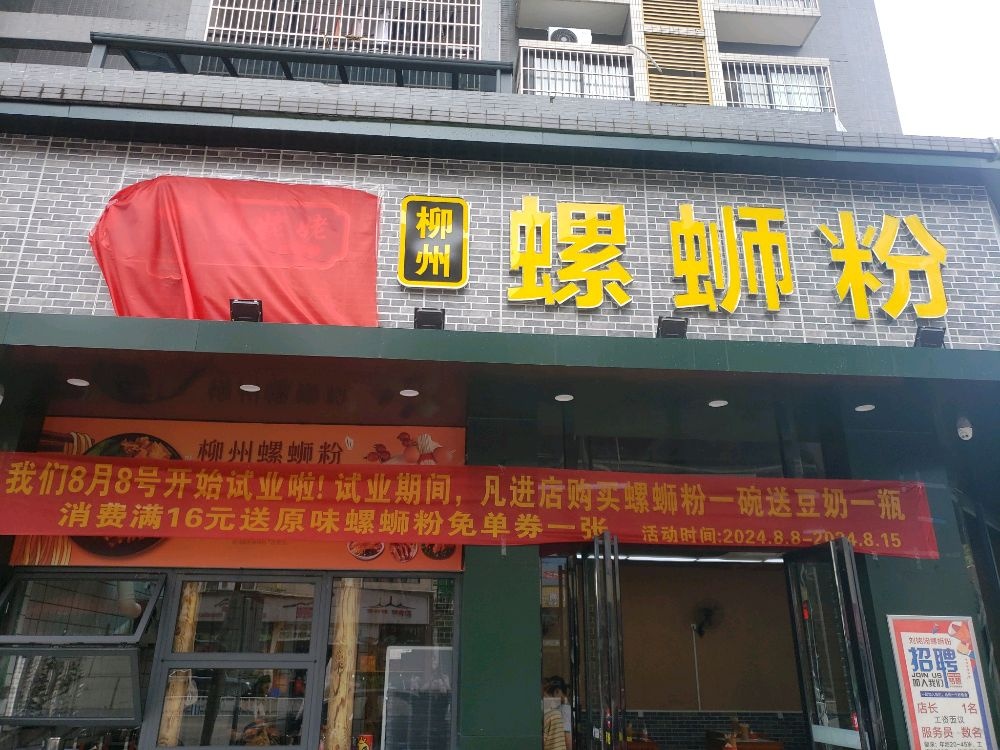 柳州
螺蛳粉
柳州螺蛳粉
我们8月8号开始试业啦!试业期间，凡进店购买螺蛳粉一碗送豆奶一瓶
消费满16元送原味螺蛳粉免单券一张
活动时间:2024.8.8-2024.8.15
招聘
JOIN US
加入我们
店长 1名
工资面议
服务员 数名